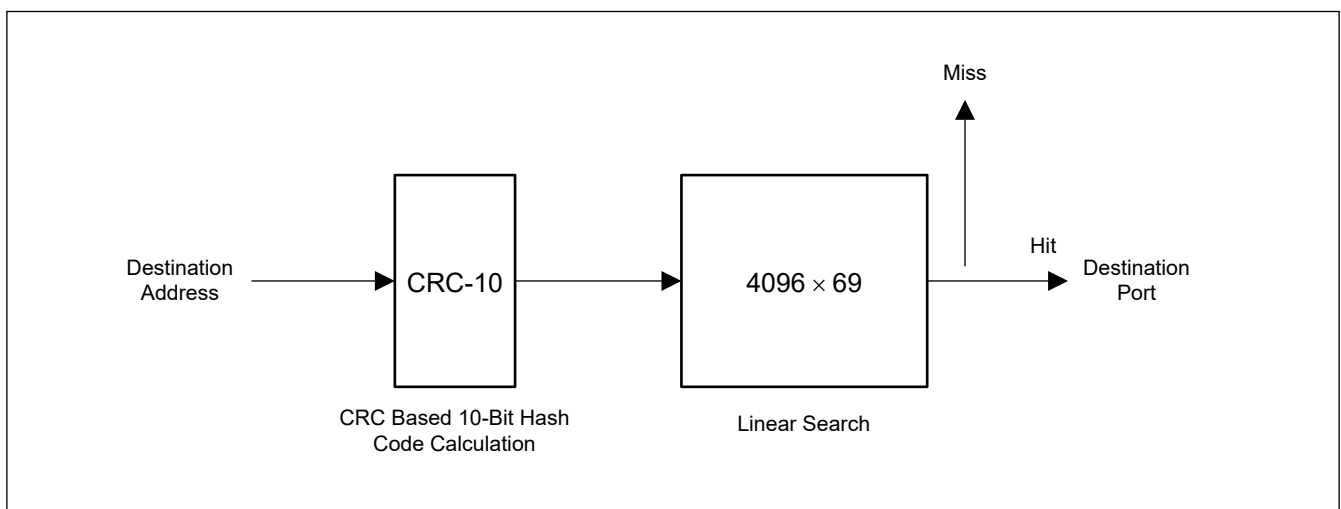 Miss
Hit
Destination
Address
CRC-10
4096 × 69
Destination
Port
CRC Based 10-Bit Hash
Code Calculation
Linear Search